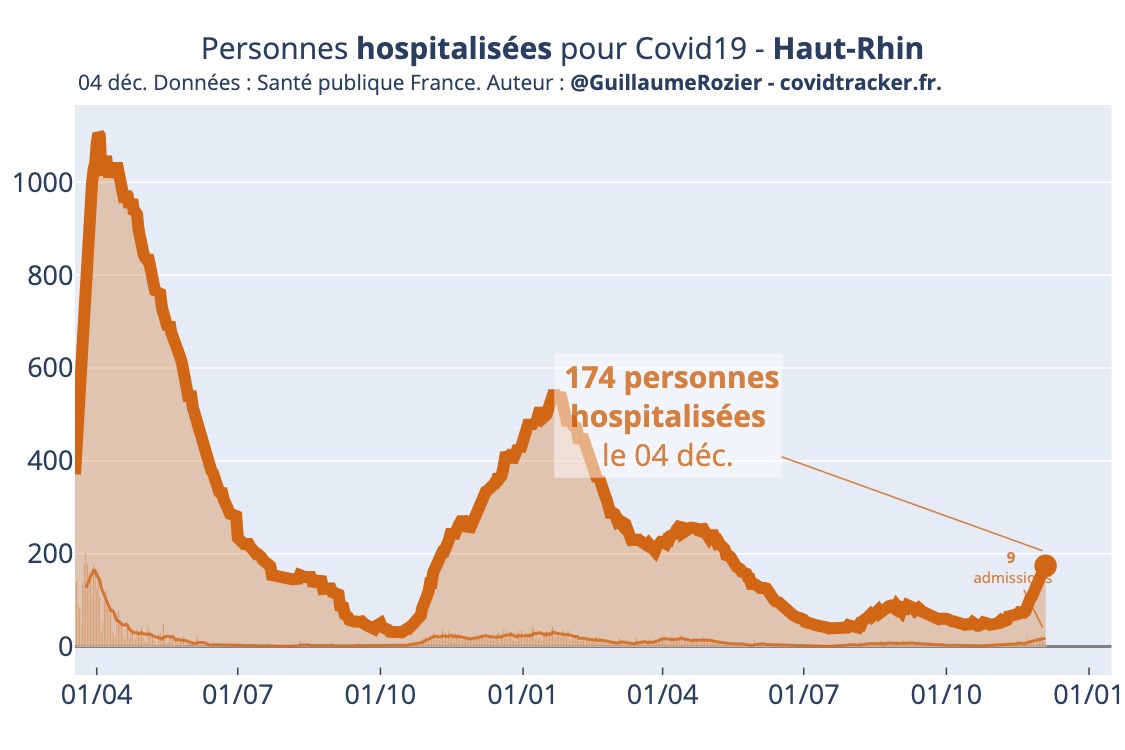 Personnes hospitalisées pour Covid19 - Haut-Rhin
04 déc. Données : Santé publique France. Auteur : @GuillaumeRozier - covidtracker.fr.
1000
800
600
400
200
0
174 personnes
hospitalisées
le 04 déc.
9
admissions
01/04
01/07
01/10
01/01
01/04
01/07
01/10
01/01